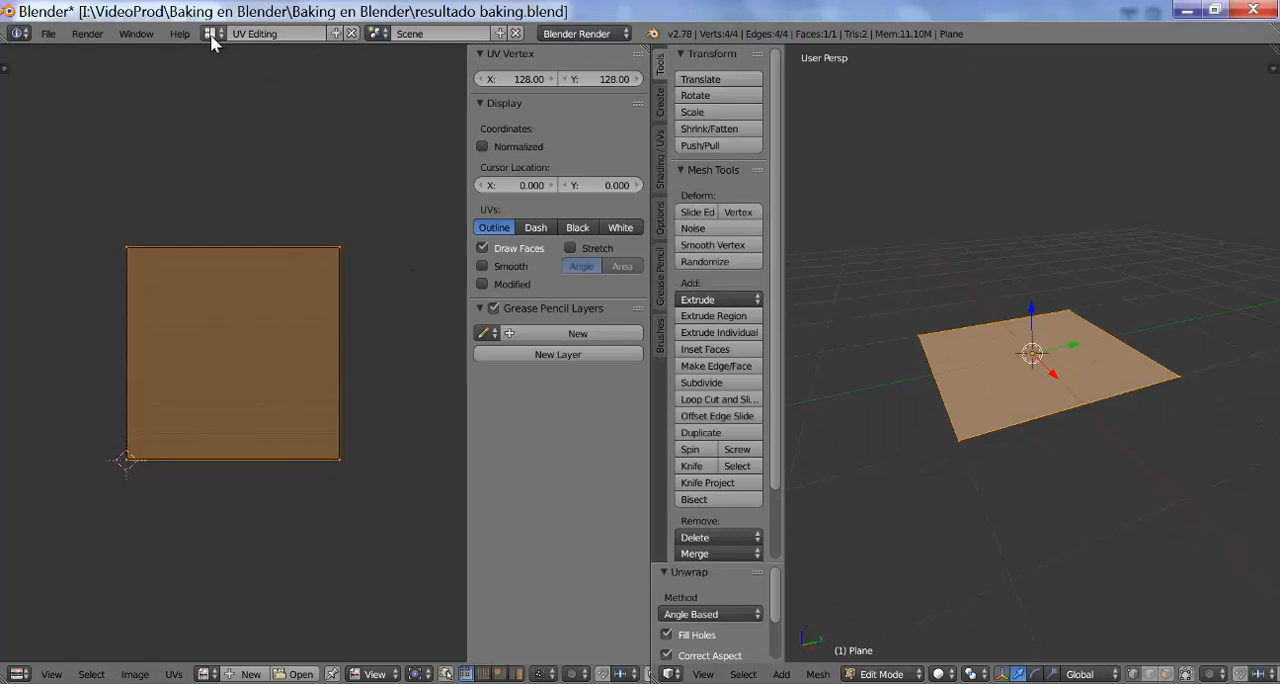 Blender* [I:\VideoProd\Baking en Blender\Baking en Blender\resultado baking.blend]
File Render Window Help UV Editing Scene Blender Render v2.78 | Verts:4/4 | Edges:4/4 | Faces:1/1 | Tris:2 | Mem:11.10M | Plane
UV Vertex
X: 128.00 Y: 128.00
Display
Coordinates:
Normalized
Cursor Location:
X: 0.000 Y: 0.000
UVs:
Outline Dash Black White
Draw Faces Stretch
Smooth Angle Area
Modified
Grease Pencil Layers
New
New Layer
Tools
Create
Shading / UVs
Options
Grease Pencil
Brushes
Transform
Translate
Rotate
Scale
Shrink/Fatten
Push/Pull
Mesh Tools
Deform:
Slide Ed Vertex
Noise
Smooth Vertex
Randomize
Add:
Extrude
Extrude Region
Extrude Individual
Inset Faces
Make Edge/Face
Subdivide
Loop Cut and Sli...
Offset Edge Slide
Duplicate
Spin Screw
Knife Select
Knife Project
Bisect
Remove:
Delete
Merge
Unwrap
Method
Angle Based
Fill Holes
Correct Aspect
User Persp
(1) Plane
View Select Image UVs New Open View
View Select Add Mesh Edit Mode Global